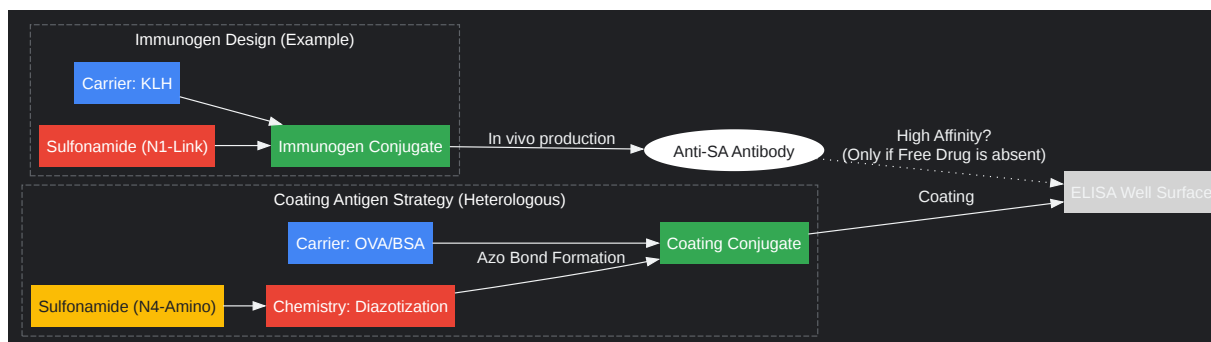 Immunogen Design (Example)
Carrier: KLH
Sulfonamide (N1-Link)
Immunogen Conjugate
In vivo production
Anti-SA Antibody
High Affinity?
(Only if Free Drug is absent)
ELISA Well Surface
Coating Antigen Strategy (Heterologous)
Carrier: OVA/BSA
Azo Bond Formation
Coating Conjugate
Coating
Sulfonamide (N4-Amino)
Chemistry: Diazotization